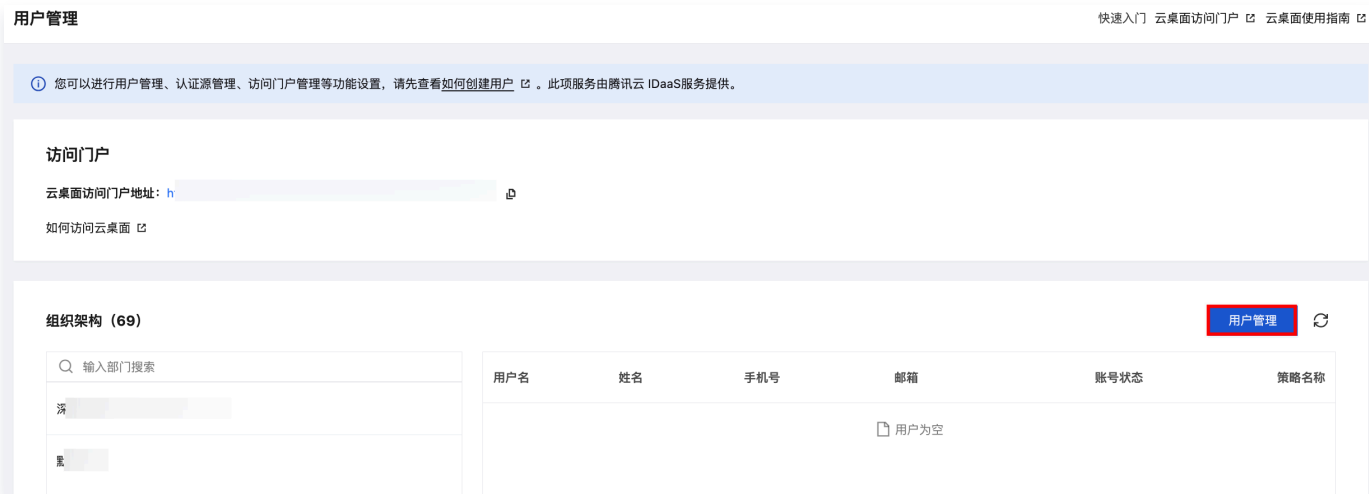 用户管理
快速入门 云桌面访问门户 云桌面使用指南
您可以进行用户管理、认证源管理、访问门户管理等功能设置，请先查看如何创建用户 。此项服务由腾讯云 IDaaS服务提供。
访问门户
云桌面访问门户地址：h
如何访问云桌面
组织架构（69）
用户管理
输入部门搜索
用户名 姓名 手机号 邮箱 账号状态 策略名称
深
用户为空